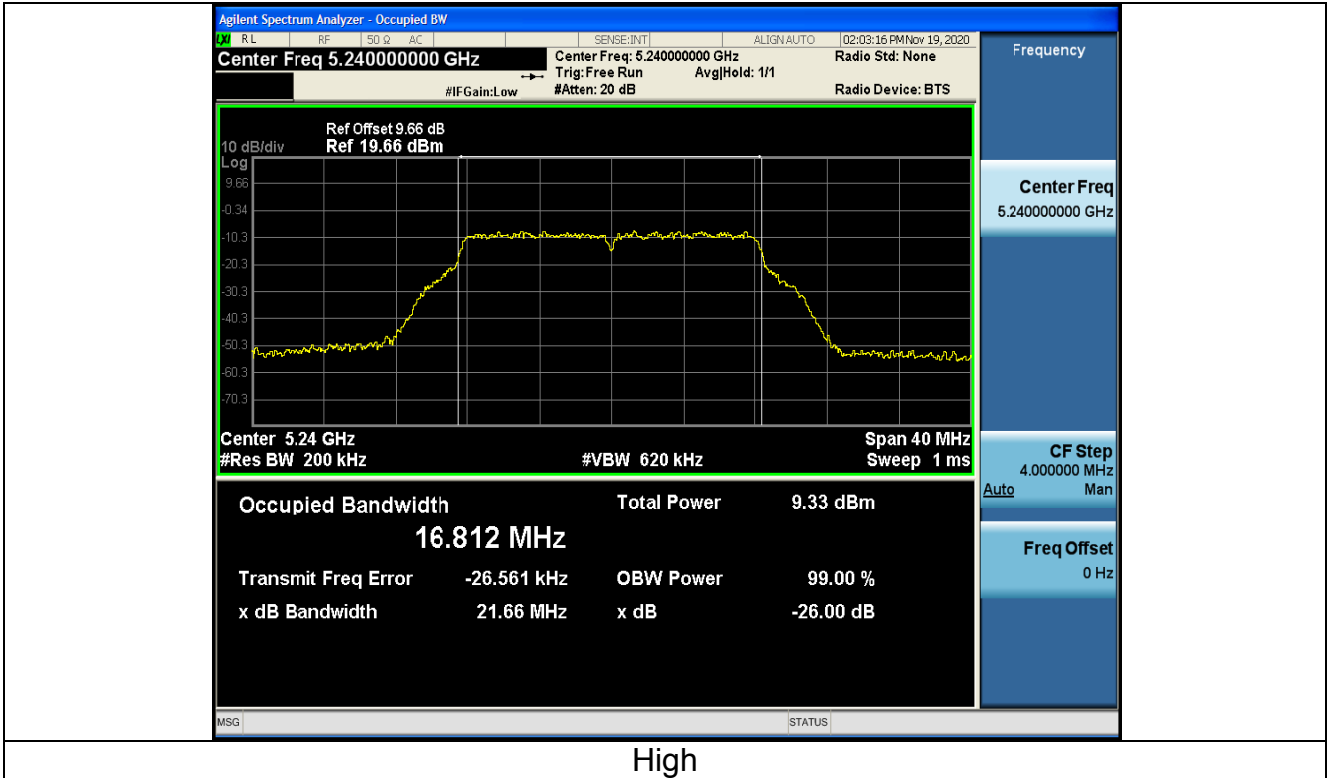 Agilent Spectrum Analyzer - Occupied BW
LXI RL RF 50 Ω AC SENSE:INT ALIGN AUTO 02:03:16 PM Nov 19, 2020
Center Freq 5.240000000 GHz
Center Freq: 5.240000000 GHz Radio Std: None
Trig: Free Run Avg|Hold: 1/1
#IFGain:Low #Atten: 20 dB Radio Device: BTS
Ref Offset 9.66 dB
10 dB/div Ref 19.66 dBm
Log
9.66
-0.34
-10.3
-20.3
-30.3
-40.3
-50.3
-60.3
-70.3
Center 5.24 GHz Span 40 MHz
#Res BW 200 kHz #VBW 620 kHz Sweep 1 ms
Occupied Bandwidth Total Power 9.33 dBm
16.812 MHz
Transmit Freq Error -26.561 kHz OBW Power 99.00 %
x dB Bandwidth 21.66 MHz x dB -26.00 dB
Frequency
Center Freq
5.240000000 GHz
CF Step
4.000000 MHz
Auto Man
Freq Offset
0 Hz
MSG STATUS
High